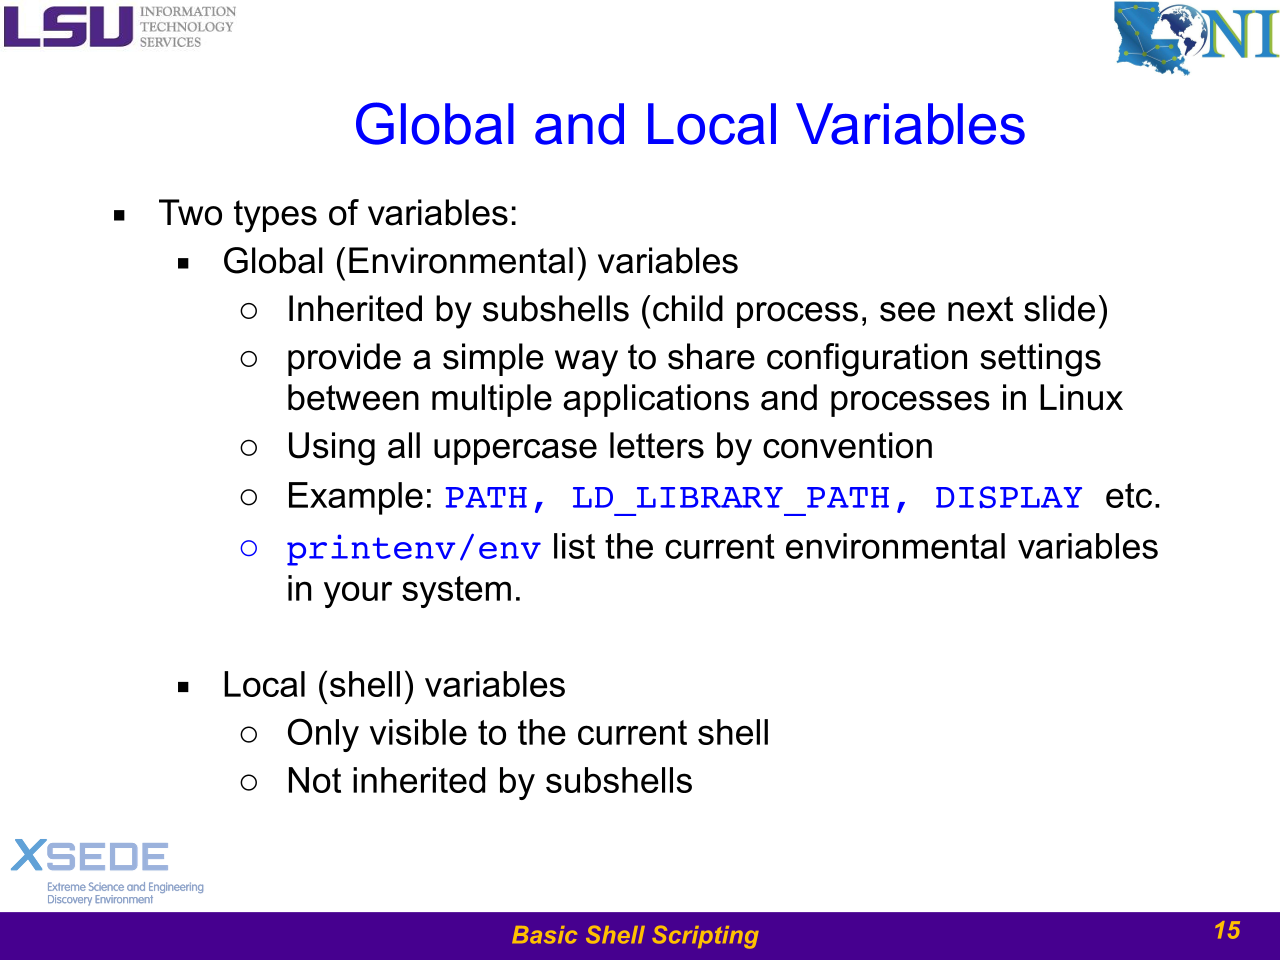 LSU INFORMATION
TECHNOLOGY
SERVICES
LONI
Global and Local Variables
▪ Two types of variables:
▪ Global (Environmental) variables
○ Inherited by subshells (child process, see next slide)
○ provide a simple way to share configuration settings
between multiple applications and processes in Linux
○ Using all uppercase letters by convention
○ Example: PATH, LD_LIBRARY_PATH, DISPLAY etc.
○ printenv/env list the current environmental variables
in your system.
▪ Local (shell) variables
○ Only visible to the current shell
○ Not inherited by subshells
XSEDE
Extreme Science and Engineering
Discovery Environment
Basic Shell Scripting
15